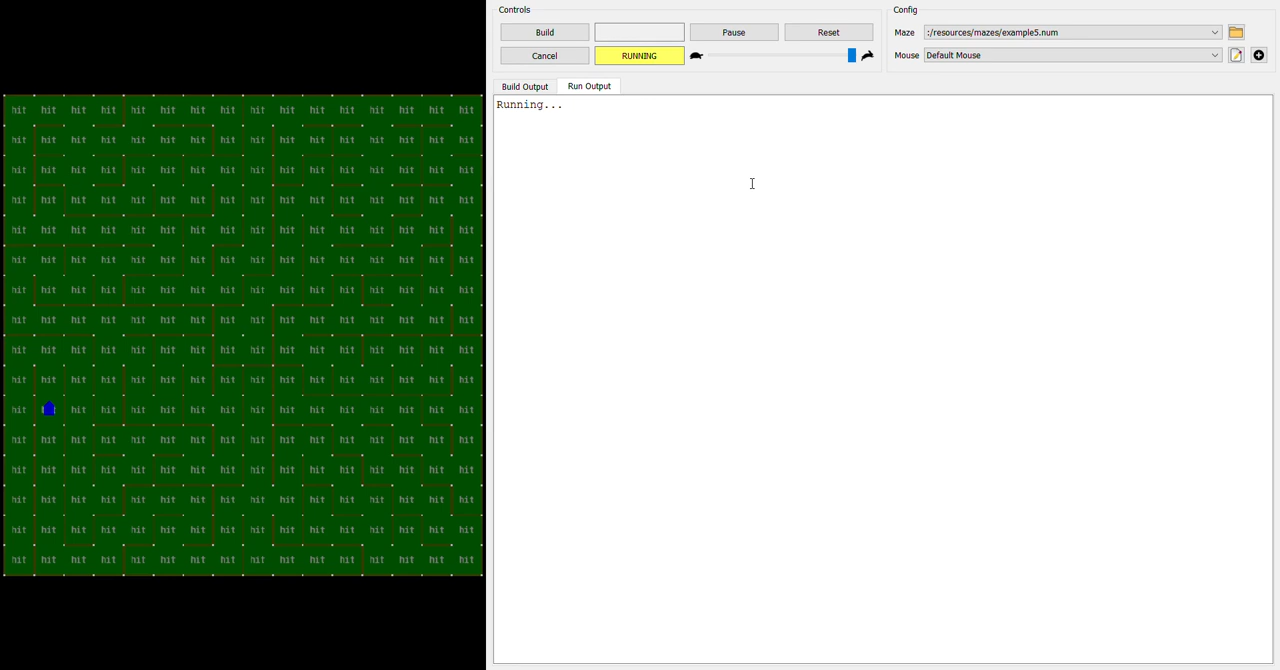 Controls
Config
Build
Pause
Reset
Maze
:/resources/mazes/example5.num
Cancel
RUNNING
Mouse
Default Mouse
Build Output
Run Output
Running...
hit hit hit hit hit hit hit hit hit hit hit hit hit hit hit hit
hit hit hit hit hit hit hit hit hit hit hit hit hit hit hit hit
hit hit hit hit hit hit hit hit hit hit hit hit hit hit hit hit
hit hit hit hit hit hit hit hit hit hit hit hit hit hit hit hit
hit hit hit hit hit hit hit hit hit hit hit hit hit hit hit hit
hit hit hit hit hit hit hit hit hit hit hit hit hit hit hit hit
hit hit hit hit hit hit hit hit hit hit hit hit hit hit hit hit
hit hit hit hit hit hit hit hit hit hit hit hit hit hit hit hit
hit hit hit hit hit hit hit hit hit hit hit hit hit hit hit hit
hit hit hit hit hit hit hit hit hit hit hit hit hit hit hit hit
hit hit hit hit hit hit hit hit hit hit hit hit hit hit hit
hit hit hit hit hit hit hit hit hit hit hit hit hit hit hit hit
hit hit hit hit hit hit hit hit hit hit hit hit hit hit hit hit
hit hit hit hit hit hit hit hit hit hit hit hit hit hit hit hit
hit hit hit hit hit hit hit hit hit hit hit hit hit hit hit hit
hit hit hit hit hit hit hit hit hit hit hit hit hit hit hit hit